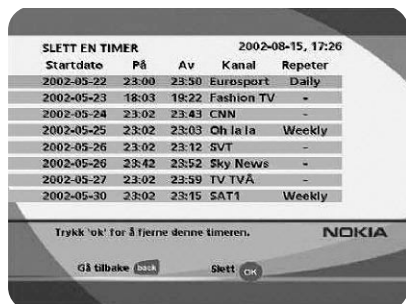 SLETT EN TIMER 2002-08-15, 17:26
Startdato På Av Kanal Repeter
2002-05-22 23:00 23:50 Eurosport Daily
2002-05-23 18:03 19:22 Fashion TV -
2002-05-24 23:02 23:43 CNN -
2002-05-25 23:02 23:03 Oh la la Weekly
2002-05-26 23:02 23:12 SVT -
2002-05-26 23:42 23:52 Sky News -
2002-05-27 23:02 23:59 TV TVÅ -
2002-05-30 23:02 23:15 SAT1 Weekly
Trykk 'ok' for å fjerne denne timeren. NOKIA
Gå tilbake back Slett OK